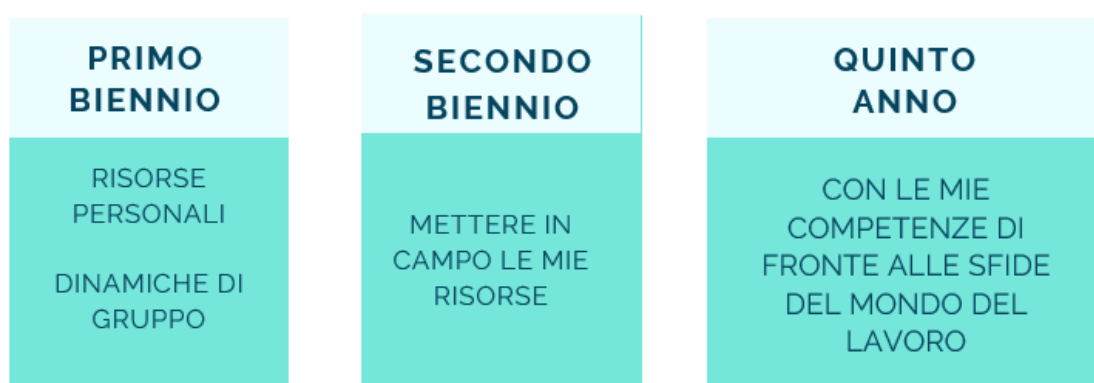 PRIMO
BIENNIO
RISORSE
PERSONALI
DINAMICHE DI
GRUPPO
SECONDO
BIENNIO
METTERE IN
CAMPO LE MIE
RISORSE
QUINTO
ANNO
CON LE MIE
COMPETENZE DI
FRONTE ALLE SFIDE
DEL MONDO DEL
LAVORO